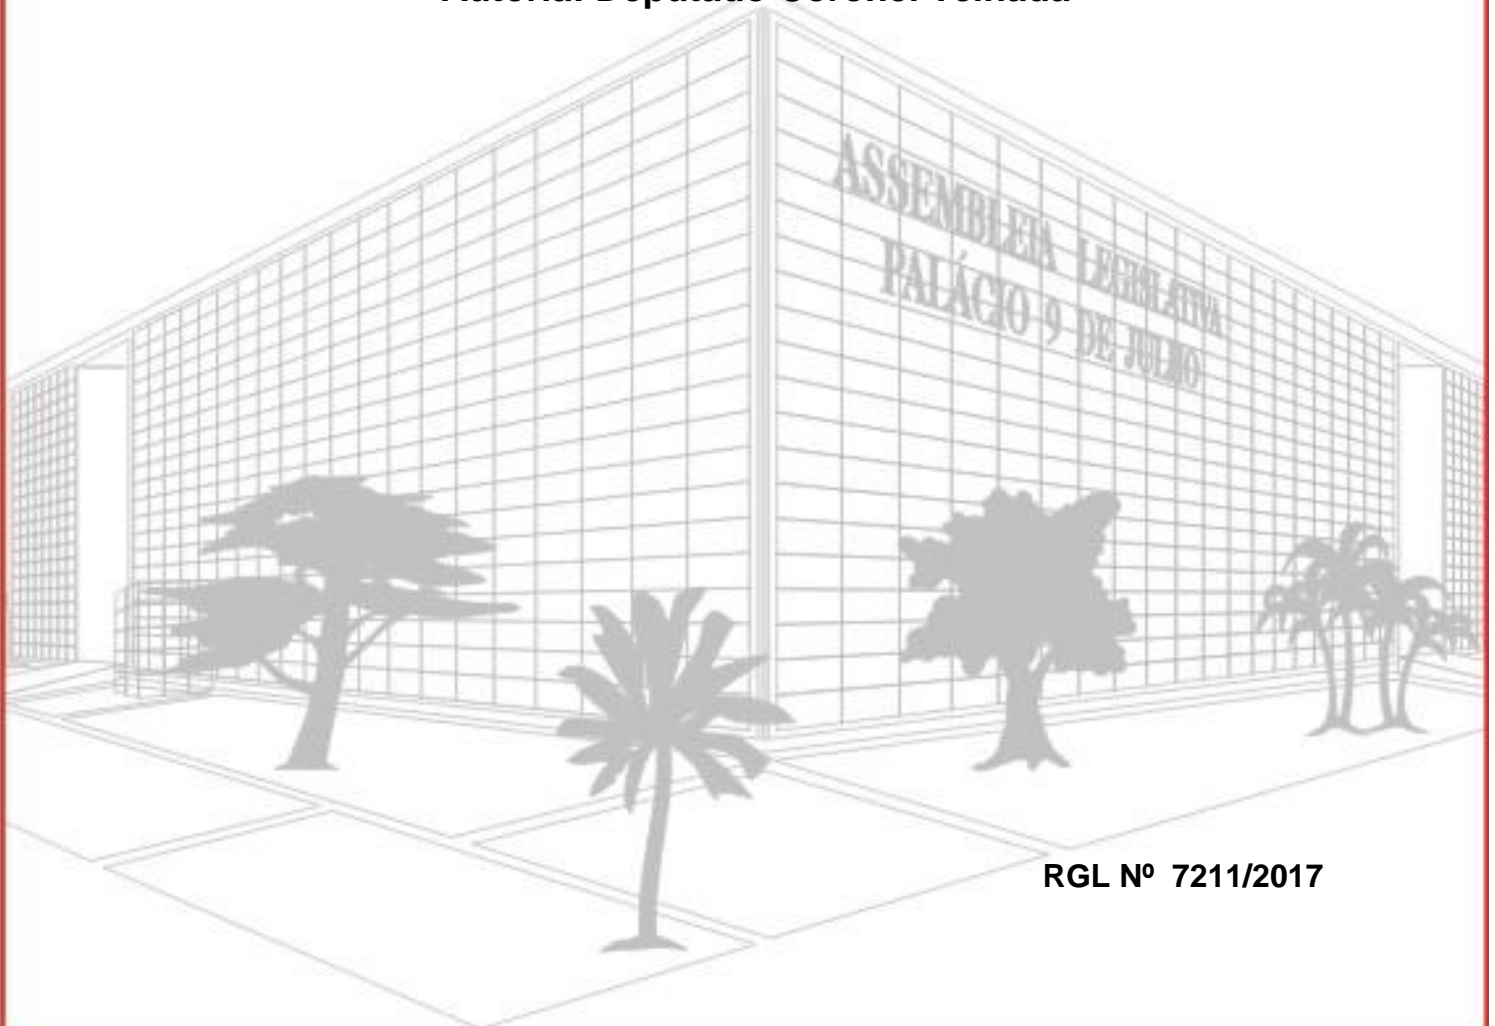 Autoria: Deputado Coronel Telhada
ASSEMBLEIA LEGISLATIVA
PALÁCIO 9 DE JULHO
RGL Nº 7211/2017